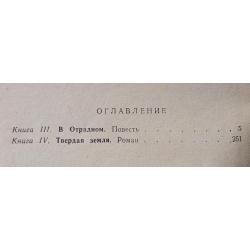 ОГЛАВЛЕНИЕ
Книга III. В Отрадном. Повесть . . . . . . . . 5
Книга IV. Твердая земля. Роман . . . . . . . . 251